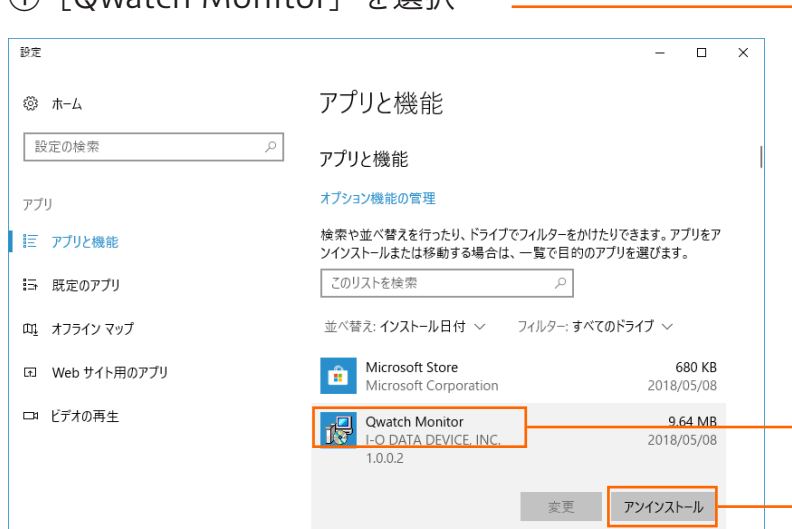 ①［Qwatch Monitor］を選択
設定
ホーム
設定の検索
アプリ
アプリと機能
既定のアプリ
オフライン マップ
Web サイト用のアプリ
ビデオの再生
アプリと機能
アプリと機能
オプション機能の管理
検索や並べ替えを行ったり、ドライブでフィルターをかけたりできます。アプリをア
ンインストールまたは移動する場合は、一覧で目的のアプリを選びます。
このリストを検索
並べ替え: インストール日付
フィルター: すべてのドライブ
Microsoft Store
680 KB
Microsoft Corporation
2018/05/08
Qwatch Monitor
9.64 MB
I-O DATA DEVICE, INC.
2018/05/08
1.0.0.2
変更
アンインストール